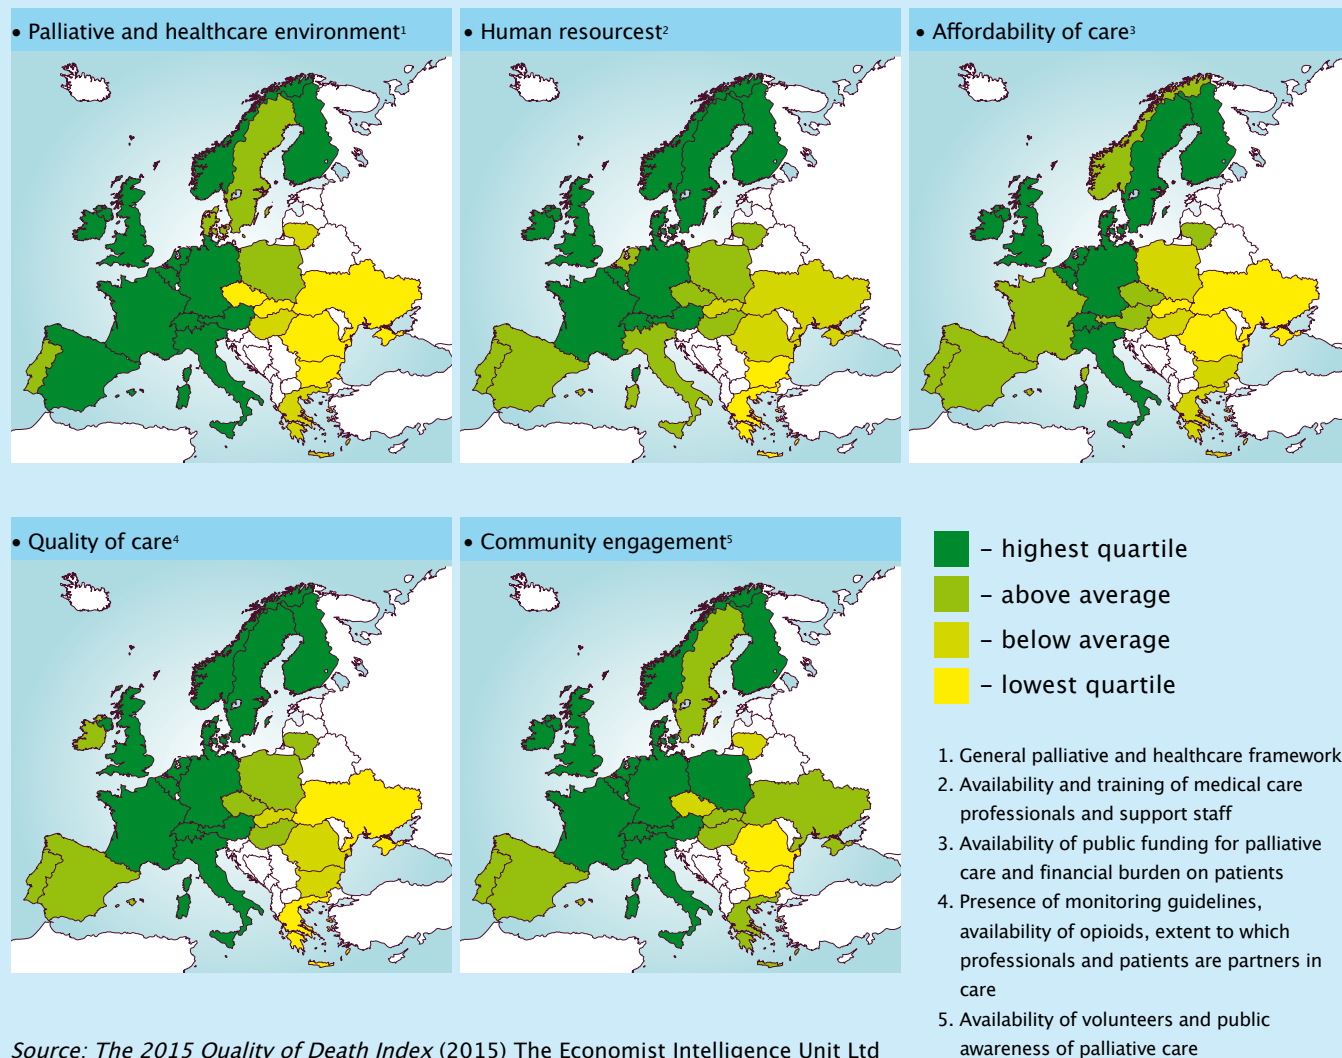 • Palliative and healthcare environment¹
• Human resourcest²
• Affordability of care³
• Quality of care⁴
• Community engagement⁵
– highest quartile
– above average
– below average
– lowest quartile
1. General palliative and healthcare framework
2. Availability and training of medical care
professionals and support staff
3. Availability of public funding for palliative
care and financial burden on patients
4. Presence of monitoring guidelines,
availability of opioids, extent to which
professionals and patients are partners in
care
5. Availability of volunteers and public
awareness of palliative care
Source: The 2015 Quality of Death Index (2015) The Economist Intelligence Unit Ltd